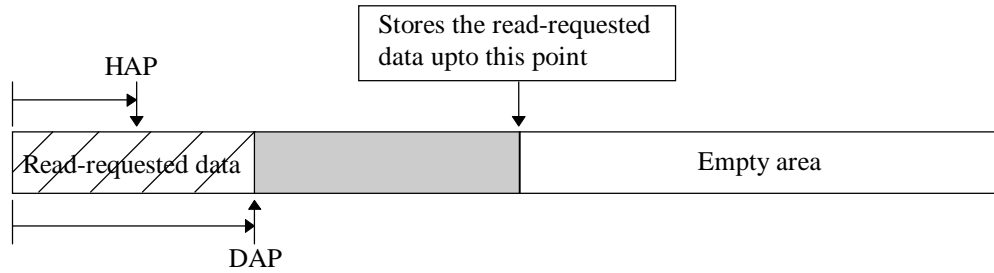 Stores the read-requested
data upto this point
HAP
Read-requested data
Empty area
DAP